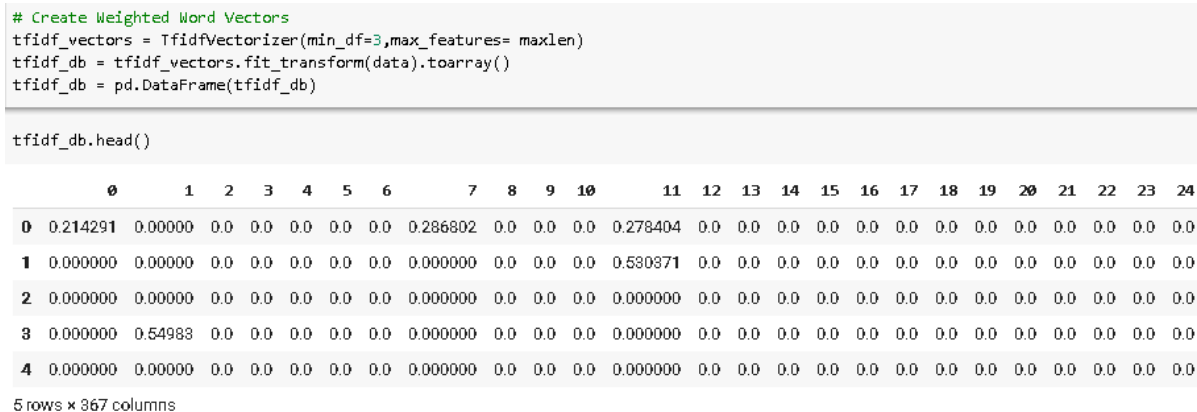 # Create Weighted Word Vectors
tfidf_vectors = TfidfVectorizer(min_df=3,max_features= maxlen)
tfidf_db = tfidf_vectors.fit_transform(data).toarray()
tfidf_db = pd.DataFrame(tfidf_db)
tfidf_db.head()
0 1 2 3 4 5 6 7 8 9 10 11 12 13 14 15 16 17 18 19 20 21 22 23 24
0 0.214291 0.00000 0.0 0.0 0.0 0.0 0.0 0.286802 0.0 0.0 0.0 0.278404 0.0 0.0 0.0 0.0 0.0 0.0 0.0 0.0 0.0 0.0 0.0 0.0 0.0
1 0.000000 0.00000 0.0 0.0 0.0 0.0 0.0 0.000000 0.0 0.0 0.0 0.530371 0.0 0.0 0.0 0.0 0.0 0.0 0.0 0.0 0.0 0.0 0.0 0.0 0.0
2 0.000000 0.00000 0.0 0.0 0.0 0.0 0.0 0.000000 0.0 0.0 0.0 0.000000 0.0 0.0 0.0 0.0 0.0 0.0 0.0 0.0 0.0 0.0 0.0 0.0 0.0
3 0.000000 0.54983 0.0 0.0 0.0 0.0 0.0 0.000000 0.0 0.0 0.0 0.000000 0.0 0.0 0.0 0.0 0.0 0.0 0.0 0.0 0.0 0.0 0.0 0.0 0.0
4 0.000000 0.00000 0.0 0.0 0.0 0.0 0.0 0.000000 0.0 0.0 0.0 0.000000 0.0 0.0 0.0 0.0 0.0 0.0 0.0 0.0 0.0 0.0 0.0 0.0 0.0
5 rows × 367 columns